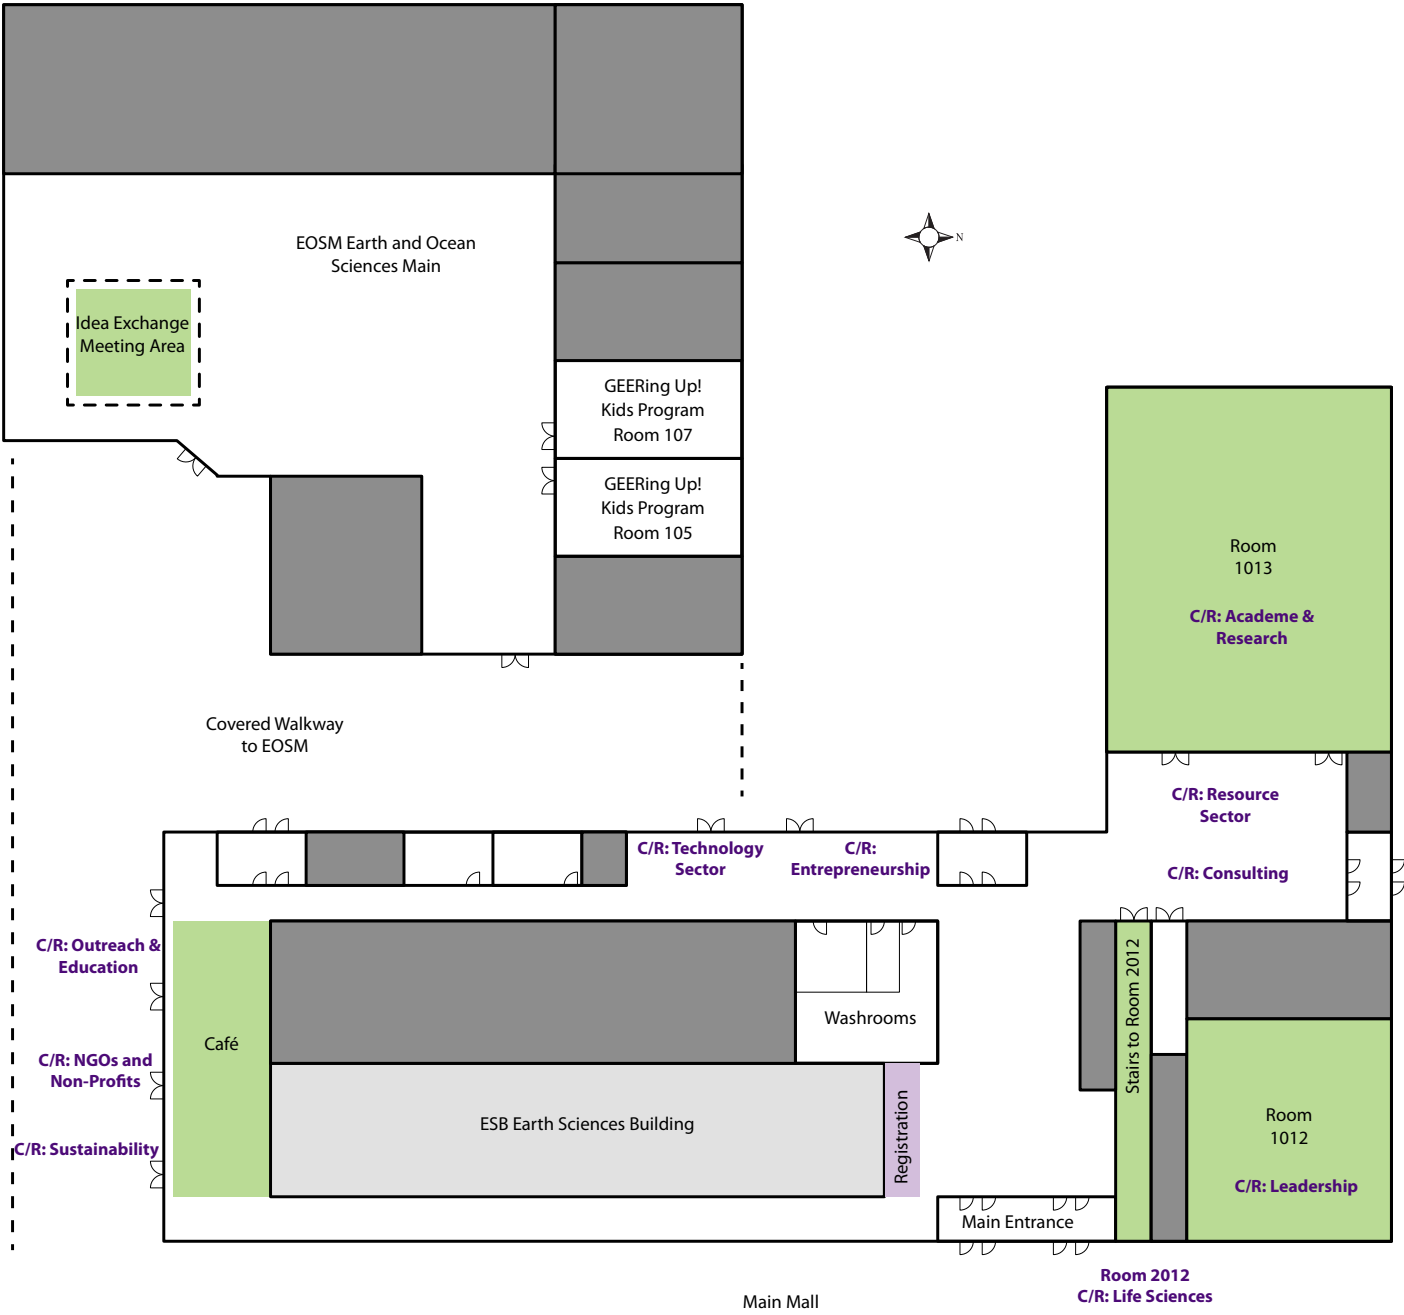 EOSM Earth and Ocean
Sciences Main
N
Idea Exchange
Meeting Area
GEERing Up!
Kids Program
Room 107
GEERing Up!
Kids Program
Room 105
Room
1013
C/R: Academe &
Research
Covered Walkway
to EOSM
C/R: Resource
Sector
C/R: Technology
Sector
C/R:
Entrepreneurship
C/R: Consulting
C/R: Outreach &
Education
Café
C/R: NGOs and
Non-Profits
C/R: Sustainability
Washrooms
ESB Earth Sciences Building
Registration
Stairs to Room 2012
Room
1012
C/R: Leadership
Main Entrance
Room 2012
C/R: Life Sciences
Main Mall